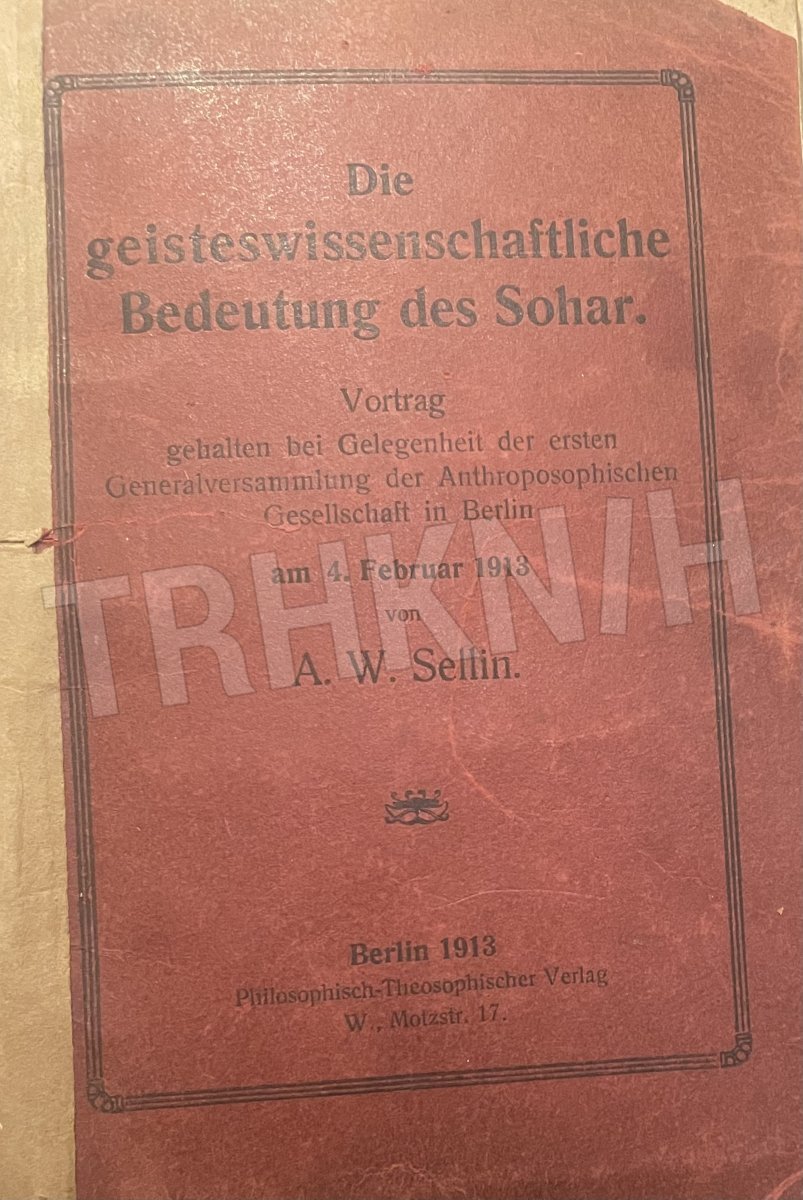 Die
geisteswissenschaftliche
Bedeutung des Sohar.
Vortrag
gehalten bei Gelegenheit der ersten
Generalversammlung der Anthroposophischen
Gesellschaft in Berlin
am 4. Februar 1913
von
A. W. Sellin.
TRHKN/H
Berlin 1913
Philosophisch-Theosophischer Verlag
W., Motzstr. 17.